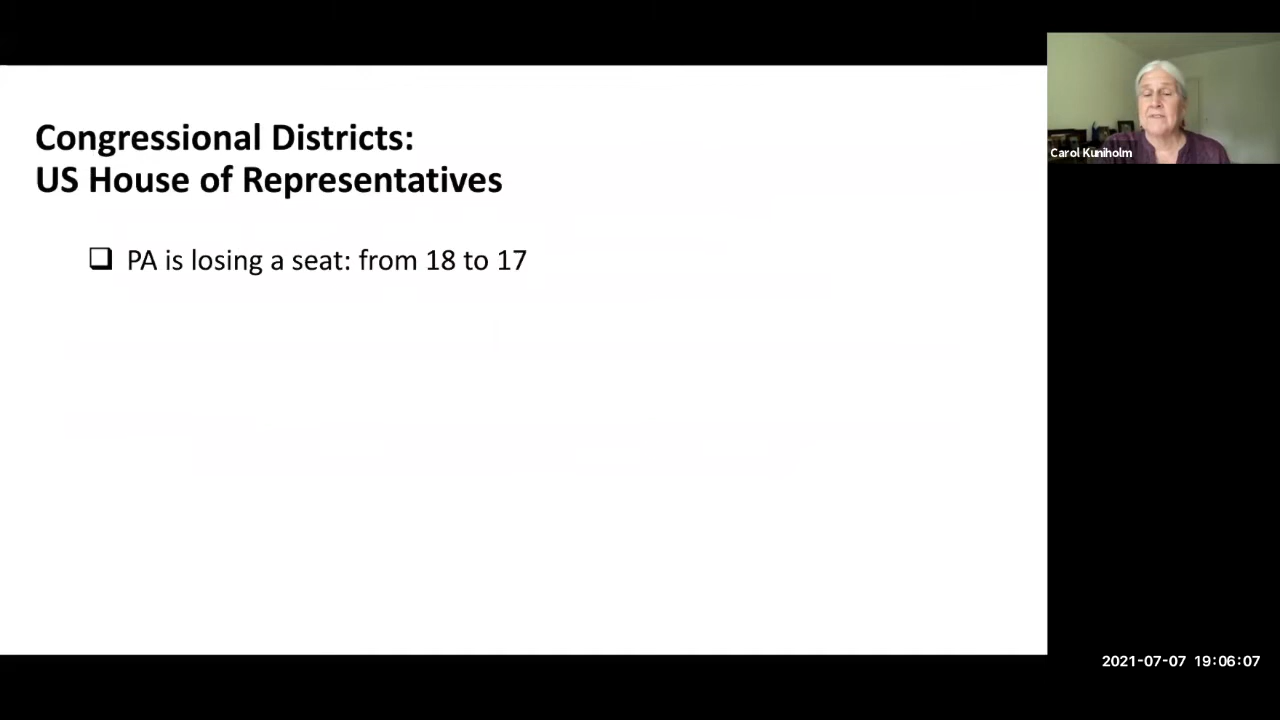 Congressional Districts:
US House of Representatives
PA is losing a seat: from 18 to 17
Carol Kuniholm
2021-07-07 19:06:07